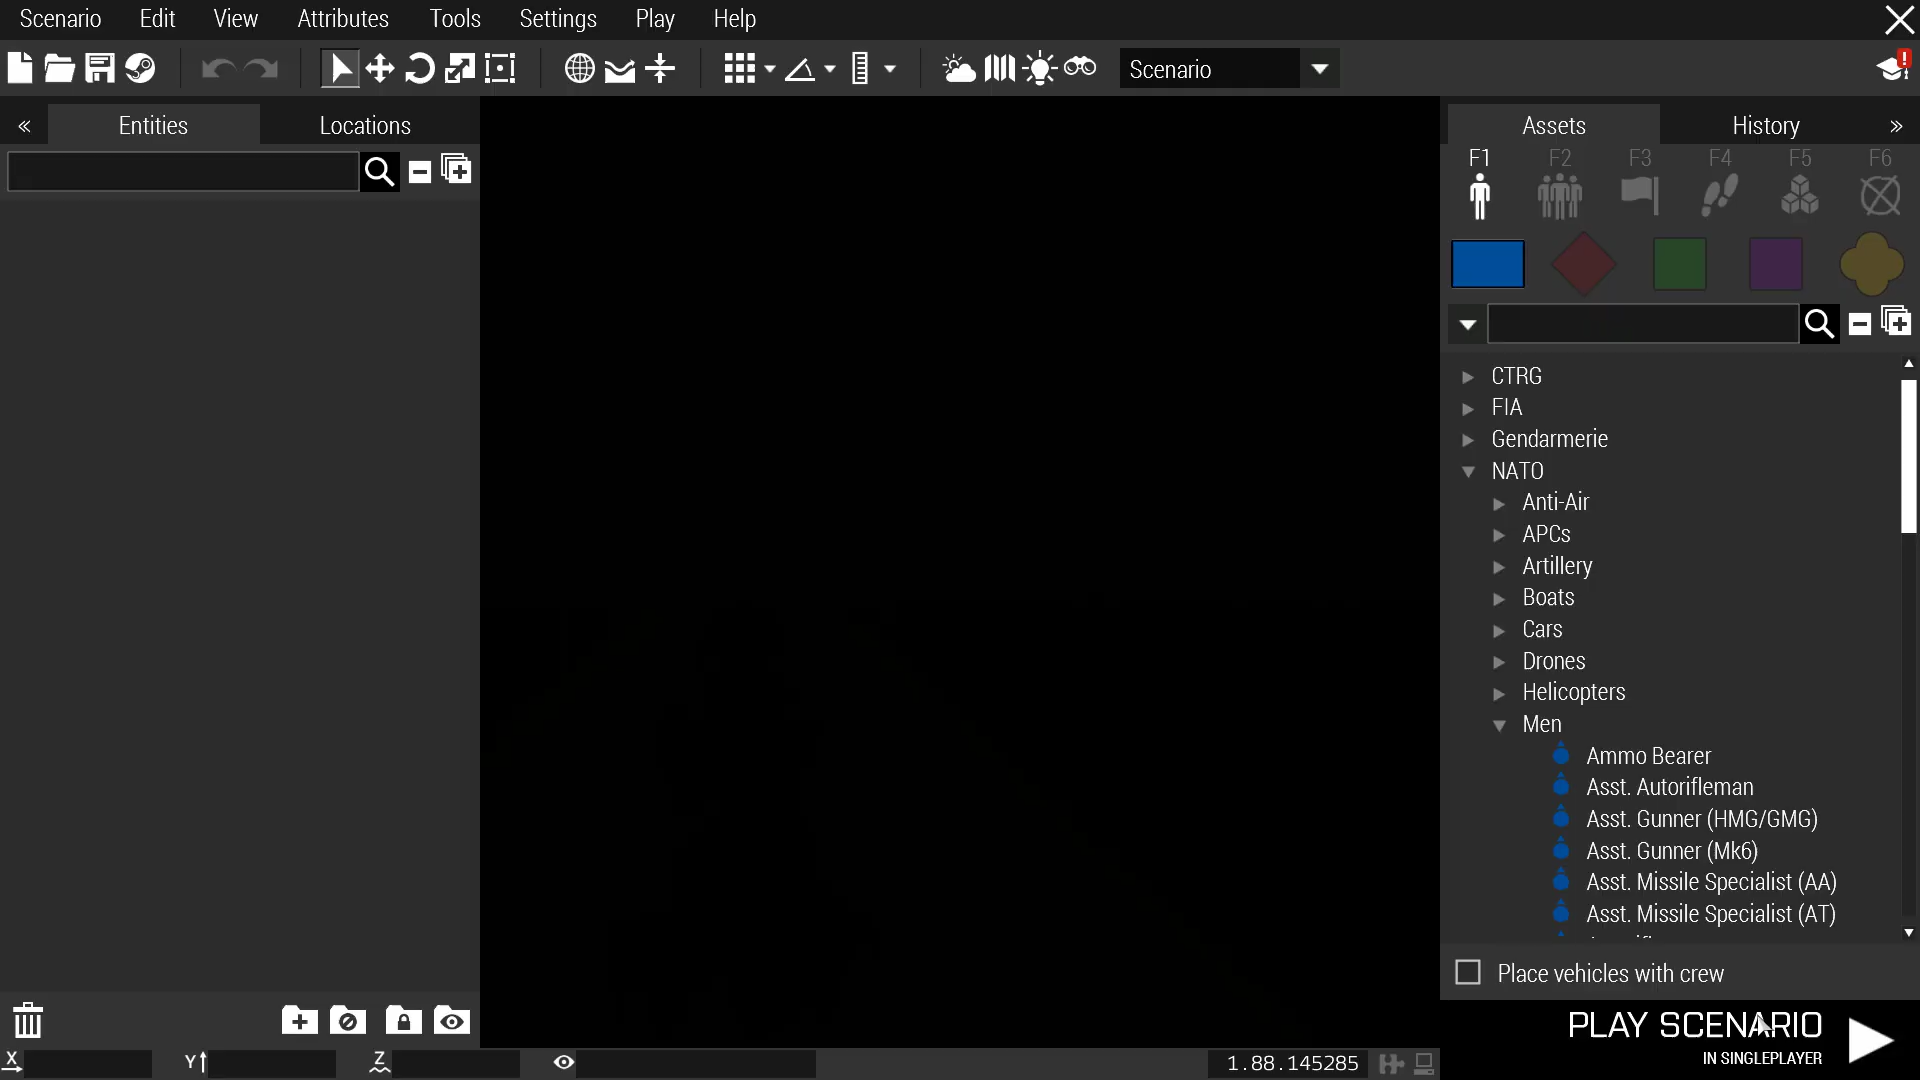 Scenario Edit View Attributes Tools Settings Play Help
Scenario
!
Entities Locations
Assets History
F1 F2 F3 F4 F5 F6
CTRG
FIA
Gendarmerie
NATO
Anti-Air
APCs
Artillery
Boats
Cars
Drones
Helicopters
Men
Ammo Bearer
Asst. Autorifleman
Asst. Gunner (HMG/GMG)
Asst. Gunner (Mk6)
Asst. Missile Specialist (AA)
Asst. Missile Specialist (AT)
Place vehicles with crew
PLAY SCENARIO
IN SINGLEPLAYER
X Y Z 1.88.145285